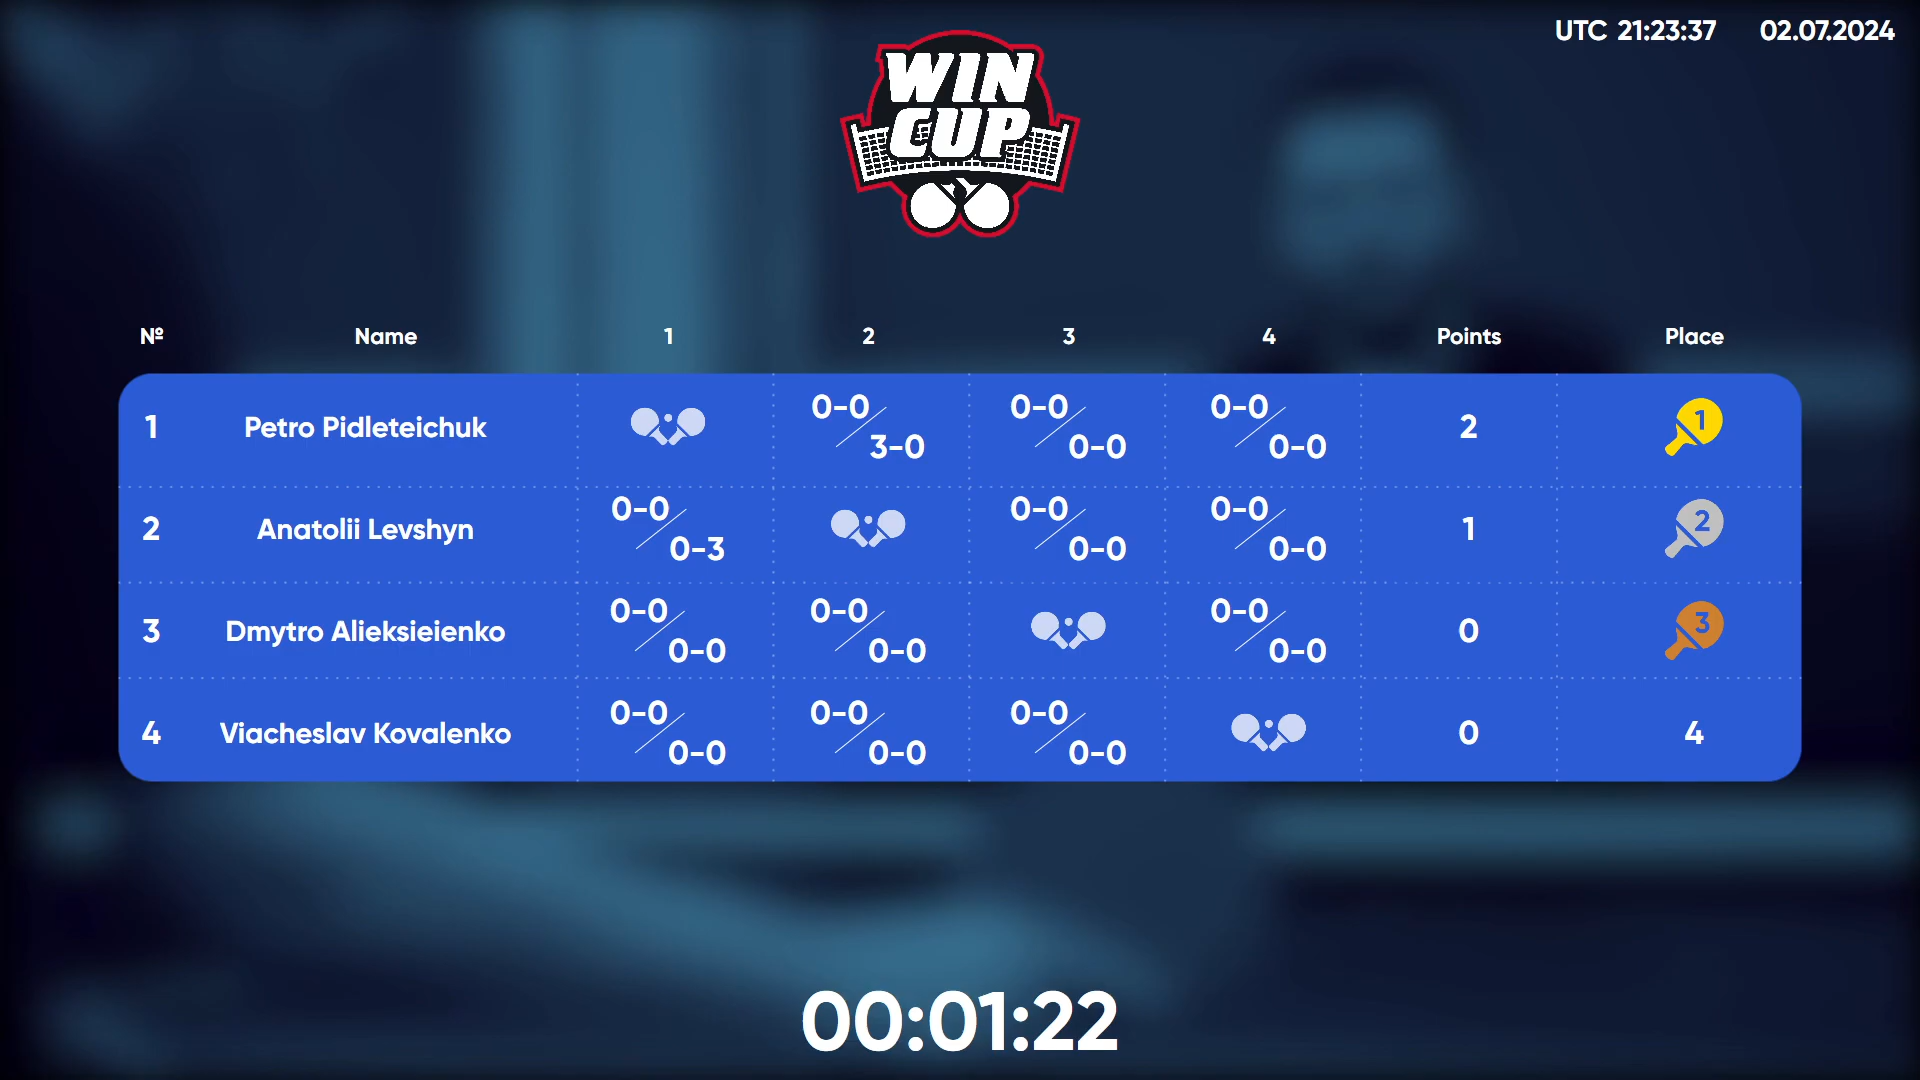 UTC 21:23:37 02.07.2024
WIN
CUP
Nº Name 1 2 3 4 Points Place
1 Petro Pidleteichuk 0-0 3-0 0-0 0-0 0-0 0-0 2 1
2 Anatolii Levshyn 0-0 0-3 0-0 0-0 0-0 0-0 1 2
3 Dmytro Alieksieienko 0-0 0-0 0-0 0-0 0-0 0-0 0 3
4 Viacheslav Kovalenko 0-0 0-0 0-0 0-0 0-0 0-0 0 4
00:01:22